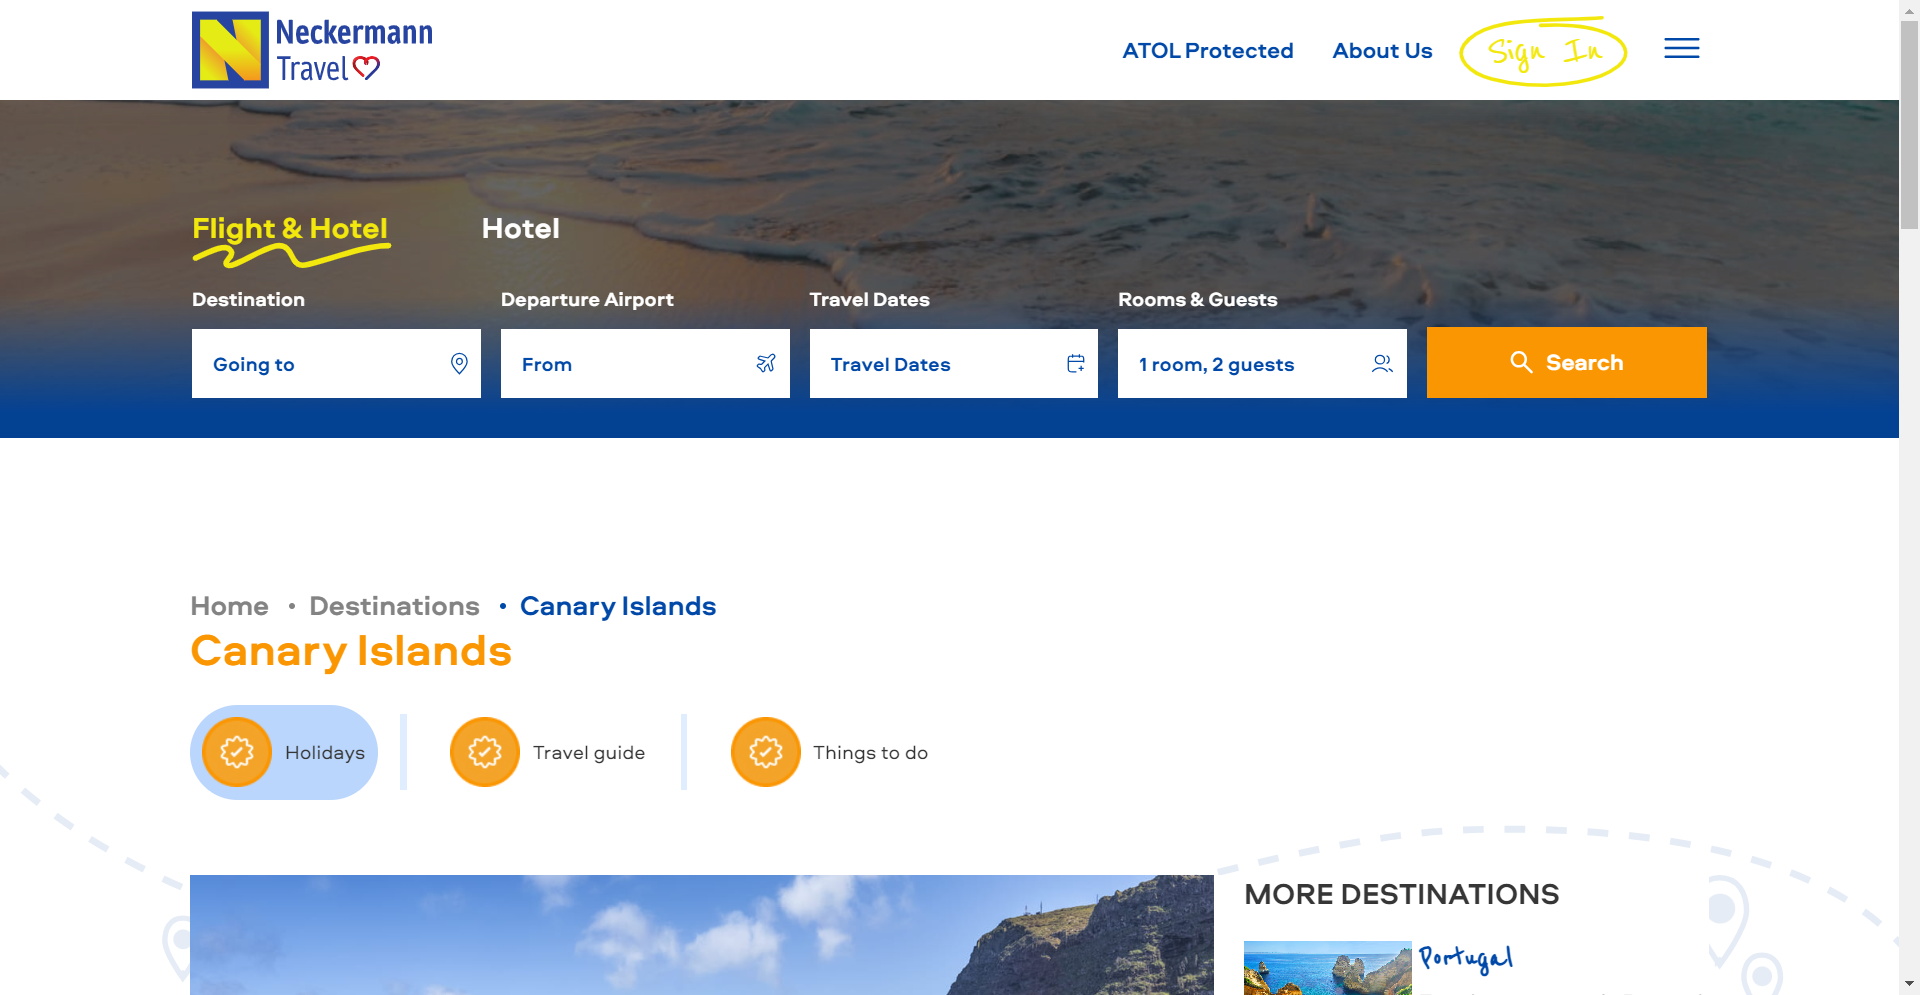 Neckermann
Travel
ATOL Protected
About Us
Sign In
Flight & Hotel
Hotel
Destination
Departure Airport
Travel Dates
Rooms & Guests
Going to
From
Travel Dates
1 room, 2 guests
Search
Home • Destinations • Canary Islands
Canary Islands
Holidays
Travel guide
Things to do
MORE DESTINATIONS
Portugal